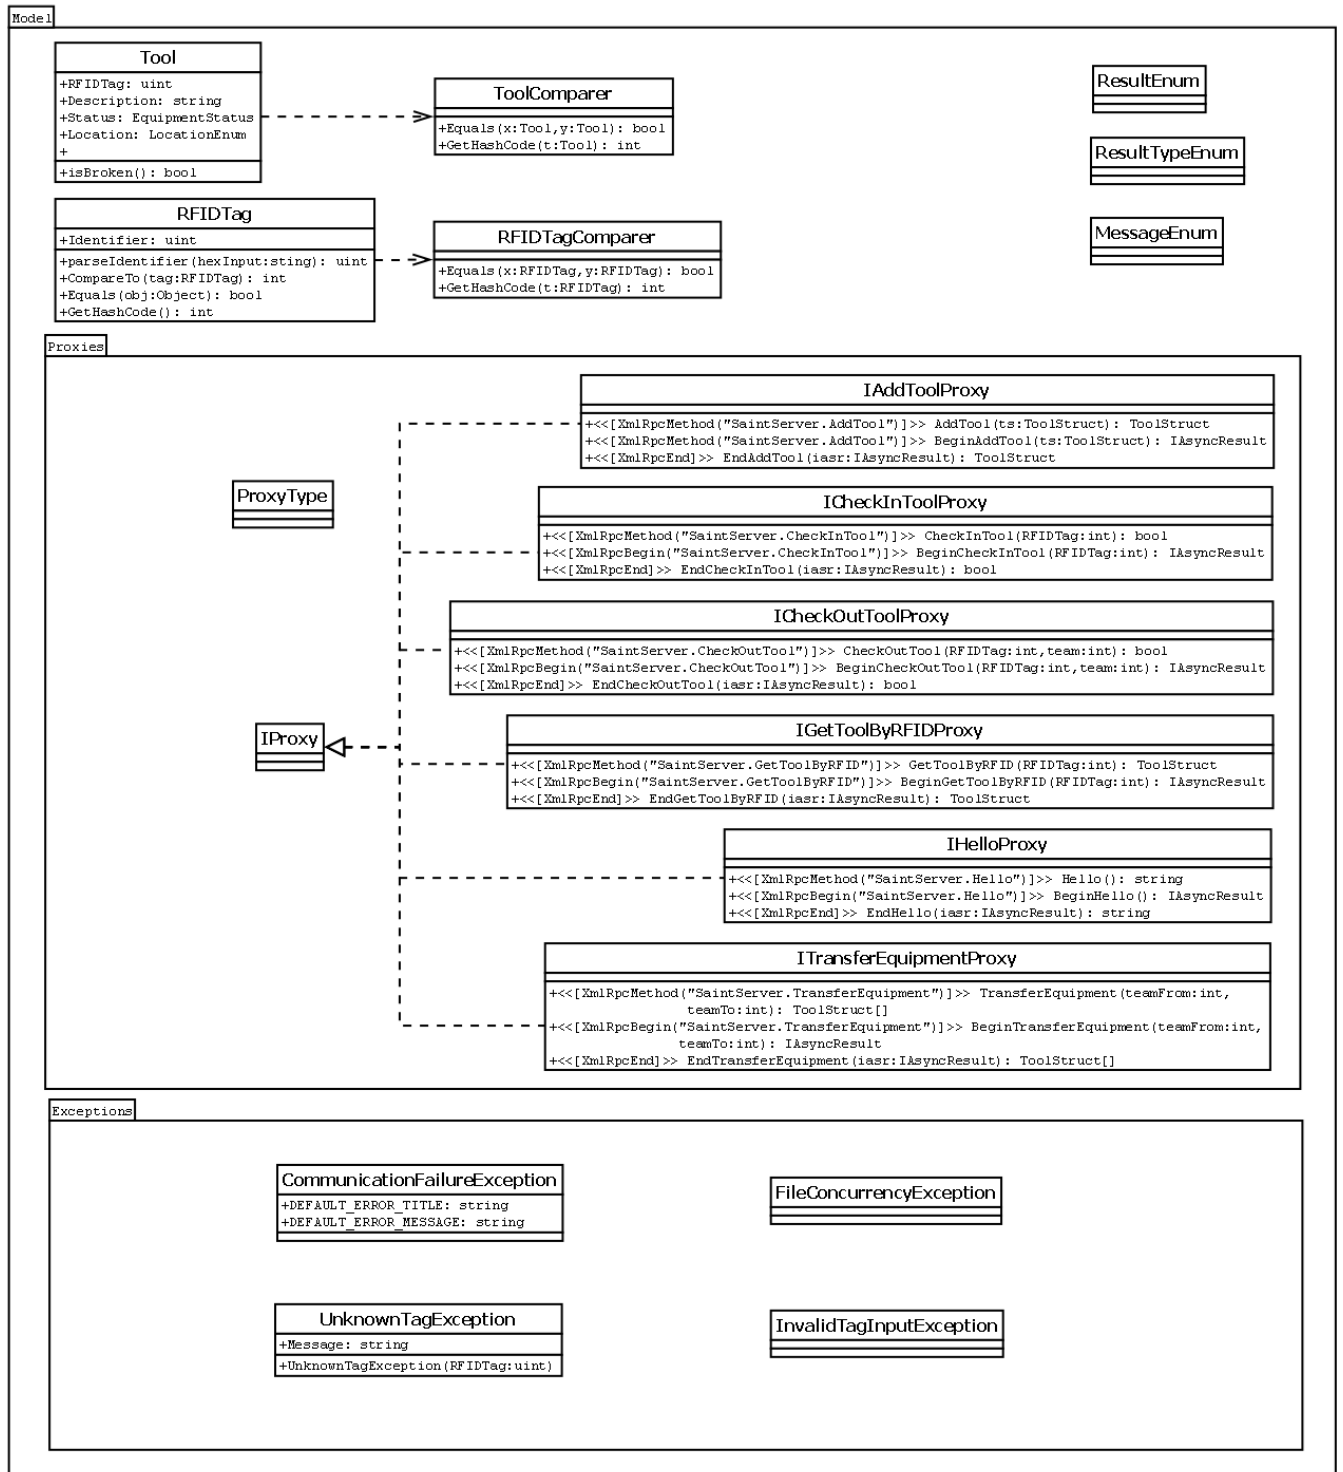 Model
Tool
+RFIDTag: uint
+Description: string
+Status: EquipmentStatus
+Location: LocationEnum
+
+isBroken(): bool
ToolComparer
+Equals(x:Tool,y:Tool): bool
+GetHashCode(t:Tool): int
ResultEnum
ResultTypeEnum
MessageEnum
RFIDTag
+Identifier: uint
+parseIdentifier(hexInput:sting): uint
+CompareTo(tag:RFIDTag): int
+Equals(obj:Object): bool
+GetHashCode(): int
RFIDTagComparer
+Equals(x:RFIDTag,y:RFIDTag): bool
+GetHashCode(t:RFIDTag): int
Proxies
IAddToolProxy
+<<[XmlRpcMethod("SaintServer.AddTool")]>> AddTool(ts:ToolStruct): ToolStruct
+<<[XmlRpcMethod("SaintServer.AddTool")]>> BeginAddTool(ts:ToolStruct): IAsyncResult
+<<[XmlRpcEnd]>> EndAddTool(iasr:IAsyncResult): ToolStruct
ProxyType
ICheckInToolProxy
+<<[XmlRpcMethod("SaintServer.CheckInTool")]>> CheckInTool(RFIDTag:int): bool
+<<[XmlRpcBegin("SaintServer.CheckInTool")]>> BeginCheckInTool(RFIDTag:int): IAsyncResult
+<<[XmlRpcEnd]>> EndCheckInTool(iasr:IAsyncResult): bool
ICheckOutToolProxy
+<<[XmlRpcMethod("SaintServer.CheckOutTool")]>> CheckOutTool(RFIDTag:int,team:int): bool
+<<[XmlRpcBegin("SaintServer.CheckOutTool")]>> BeginCheckOutTool(RFIDTag:int,team:int): IAsyncResult
+<<[XmlRpcEnd]>> EndCheckOutTool(iasr:IAsyncResult): bool
IProxy
IGetToolByRFIDProxy
+<<[XmlRpcMethod("SaintServer.GetToolByRFID")]>> GetToolByRFID(RFIDTag:int): ToolStruct
+<<[XmlRpcBegin("SaintServer.GetToolByRFID")]>> BeginGetToolByRFID(RFIDTag:int): IAsyncResult
+<<[XmlRpcEnd]>> EndGetToolByRFID(iasr:IAsyncResult): ToolStruct
IHelloProxy
+<<[XmlRpcMethod("SaintServer.Hello")]>> Hello(): string
+<<[XmlRpcBegin("SaintServer.Hello")]>> BeginHello(): IAsyncResult
+<<[XmlRpcEnd]>> EndHello(iasr:IAsyncResult): string
ITransferEquipmentProxy
+<<[XmlRpcMethod("SaintServer.TransferEquipment")]>> TransferEquipment(teamFrom:int,
teamTo:int): ToolStruct[]
+<<[XmlRpcBegin("SaintServer.TransferEquipment")]>> BeginTransferEquipment(teamFrom:int,
teamTo:int): IAsyncResult
+<<[XmlRpcEnd]>> EndTransferEquipment(iasr:IAsyncResult): ToolStruct[]
Exceptions
CommunicationFailureException
+DEFAULT_ERROR_TITLE: string
+DEFAULT_ERROR_MESSAGE: string
FileConcurrencyException
UnknownTagException
+Message: string
+UnknownTagException(RFIDTag:uint)
InvalidTagInputException